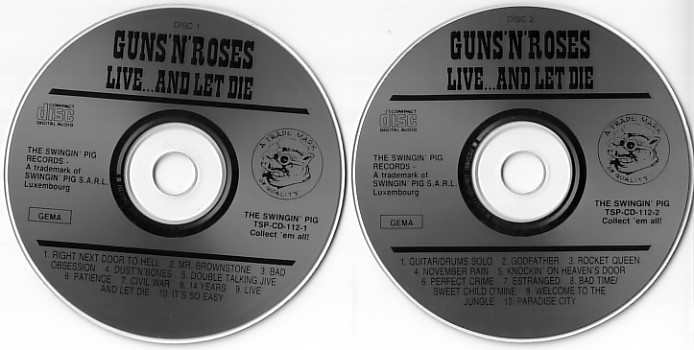 DISC 1
GUNS'N'ROSES
LIVE...AND LET DIE
COMPACT
disc
DIGITAL AUDIO
THE SWINGIN' PIG
RECORDS -
A trademark of
SWINGIN' PIG S.A.R.L.
Luxembourg
GEMA
A TRADE MARK
OF QUALITY
THE SWINGIN' PIG
TSP-CD-112-1
Collect 'em all!
1. RIGHT NEXT DOOR TO HELL 2. MR. BROWNSTONE 3. BAD
OBSESSION 4. DUST'N'BONES 5. DOUBLE TALKING JIVE
6. PATIENCE 7. CIVIL WAR 8. 14 YEARS 9. LIVE
AND LET DIE 10. IT'S SO EASY
DISC 2
GUNS'N'ROSES
LIVE...AND LET DIE
COMPACT
disc
DIGITAL AUDIO
THE SWINGIN' PIG
RECORDS -
A trademark of
SWINGIN' PIG S.A.R.L.
Luxembourg
GEMA
A TRADE MARK
OF QUALITY
THE SWINGIN' PIG
TSP-CD-112-2
Collect 'em all!
1. GUITAR/DRUMS SOLO 2. GODFATHER 3. ROCKET QUEEN
4. NOVEMBER RAIN 5. KNOCKIN' ON HEAVEN'S DOOR
6. PERFECT CRIME 7. ESTRANGED 8. BAD TIME/
SWEET CHILD O'MINE 9. WELCOME TO THE
JUNGLE 10. PARADISE CITY